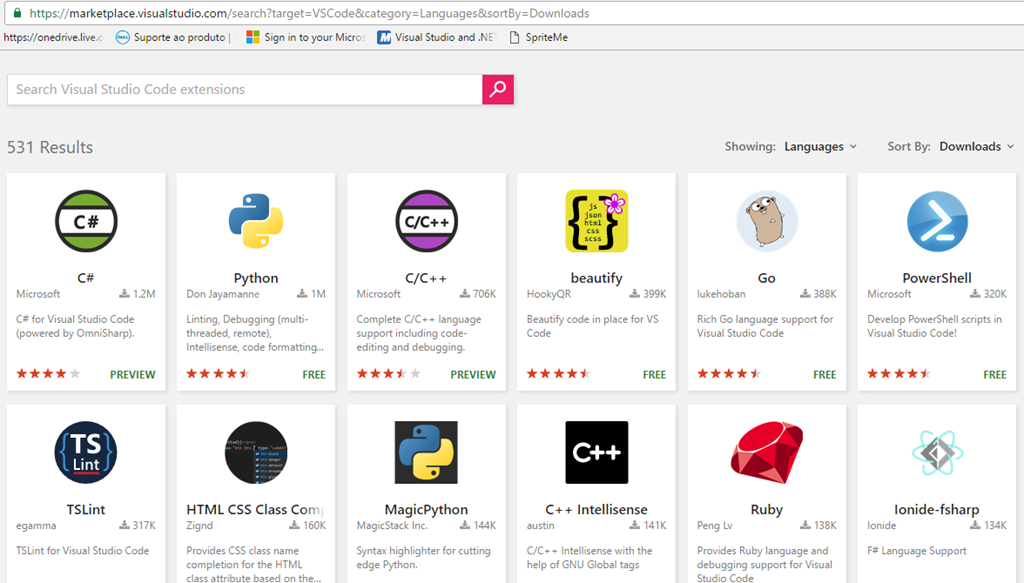 https://marketplace.visualstudio.com/search?target=VSCode&category=Languages&sortBy=Downloads
https://onedrive.live.c Suporte ao produto | Sign in to your Micros Visual Studio and .NET SpriteMe
Search Visual Studio Code extensions
531 Results Showing: Languages Sort By: Downloads
C#
C#
Microsoft 1.2M
C# for Visual Studio Code
(powered by OmniSharp).
PREVIEW
Python
Don Jayamanne 1M
Linting, Debugging (multi-
threaded, remote),
Intellisense, code formatting...
FREE
C/C++
C/C++
Microsoft 706K
Complete C/C++ language
support including code-
editing and debugging.
PREVIEW
js
json
html
css
scss
beautify
HookyQR 399K
Beautify code in place for VS
Code
FREE
Go
lukehoban 388K
Rich Go language support for
Visual Studio Code
FREE
PowerShell
Microsoft 320K
Develop PowerShell scripts in
Visual Studio Code!
FREE
{TS}
Lint
TSLint
egamma 317K
TSLint for Visual Studio Code
HTML CSS Class Comp
Zignd 160K
Provides CSS class name
completion for the HTML
class attribute based on the...
MagicPython
MagicStack Inc. 144K
Syntax highlighter for cutting
edge Python.
C++
C++ Intellisense
austin 141K
C/C++ Intellisense with the
help of GNU Global tags
Ruby
Peng Lv 138K
Provides Ruby language and
debugging support for Visual
Studio Code
Ionide-fsharp
Ionide 134K
F# Language Support